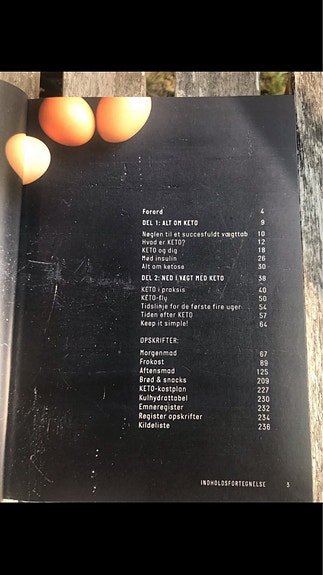 Forord 4
DEL 1: ALT OM KETO 9
Nøglen til et succesfuldt vægttab 10
Hvad er KETO? 12
KETO og dig 18
Mød insulin 26
Alt om ketose 30
DEL 2: NED I VÆGT MED KETO 38
KETO i praksis 40
KETO-fly 50
Tidslinje for de første fire uger 54
Tiden efter KETO 57
Keep it simple! 64
OPSKRIFTER:
Morgenmad 67
Frokost 89
Aftensmad 125
Brød & snacks 209
KETO-kostplan 227
Kulhydrattabel 230
Emneregister 232
Register opskrifter 234
Kildeliste 236
INDHOLDSFORTEGNELSE 3